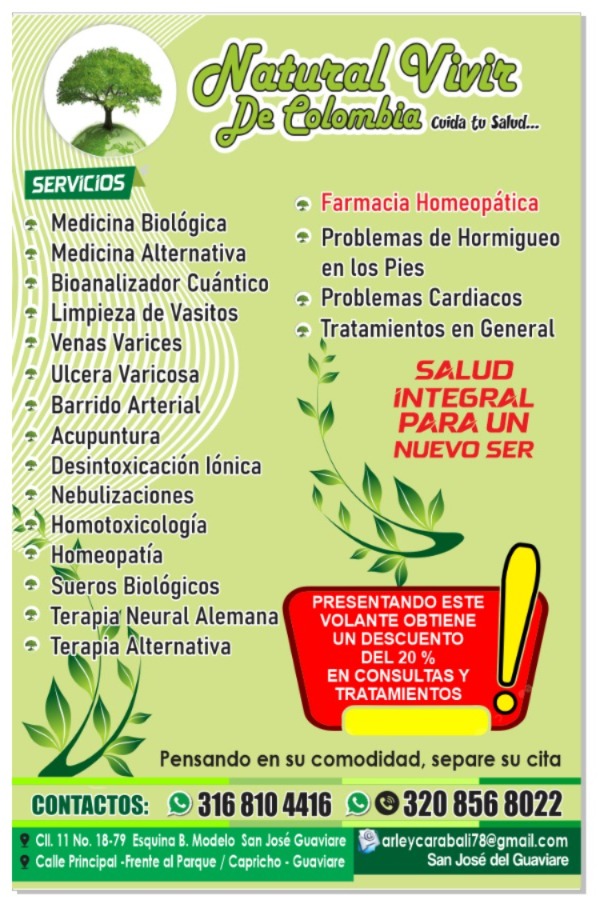 Natural Vivir
De Colombia Cuida tu Salud...
SERVICIOS
Medicina Biológica
Medicina Alternativa
Bioanalizador Cuántico
Limpieza de Vasitos
Venas Varices
Ulcera Varicosa
Barrido Arterial
Acupuntura
Desintoxicación Iónica
Nebulizaciones
Homotoxicología
Homeopatía
Sueros Biológicos
Terapia Neural Alemana
Terapia Alternativa
Farmacia Homeopática
Problemas de Hormigueo
en los Pies
Problemas Cardiacos
Tratamientos en General
SALUD
INTEGRAL
PARA UN
NUEVO SER
PRESENTANDO ESTE
VOLANTE OBTIENE
UN DESCUENTO
DEL 20 %
EN CONSULTAS Y
TRATAMIENTOS
Pensando en su comodidad, separe su cita
CONTACTOS: 316 810 4416 320 856 8022
Cll. 11 No. 18-79 Esquina B. Modelo San José Guaviare
Calle Principal -Frente al Parque / Capricho - Guaviare
arleycarabali78@gmail.com
San José del Guaviare